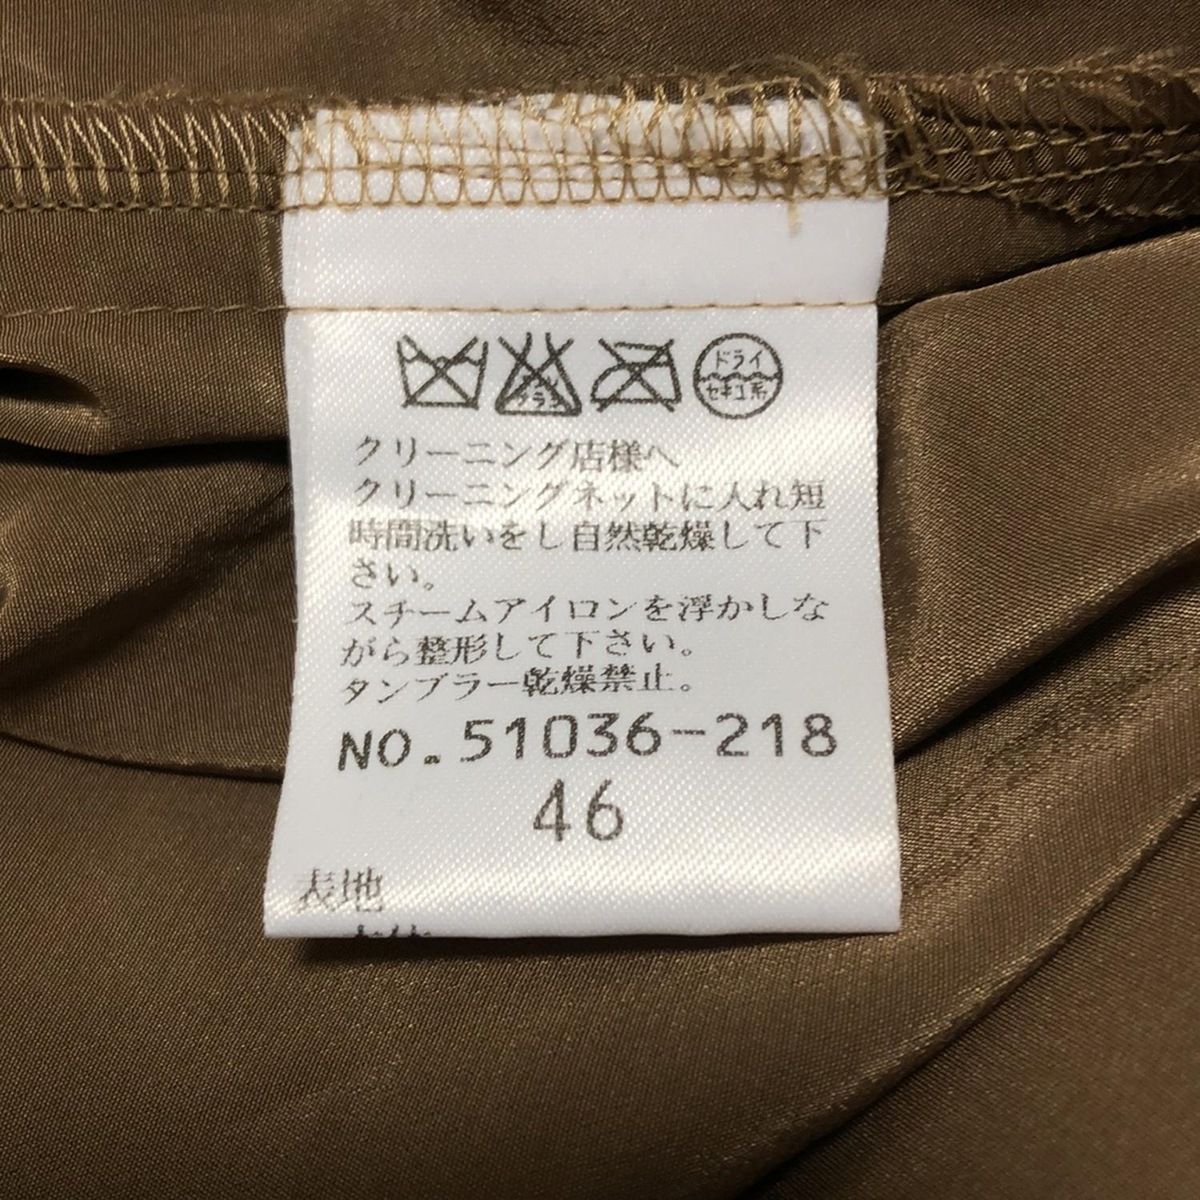 ドライ
セキユ系
クリーニング店様へ
クリーニングネットに入れ短
時間洗いをし自然乾燥して下
さい。
スチームアイロンを浮かしな
がら整形して下さい。
タンブラー乾燥禁止。
NO.51036-218
46
表地